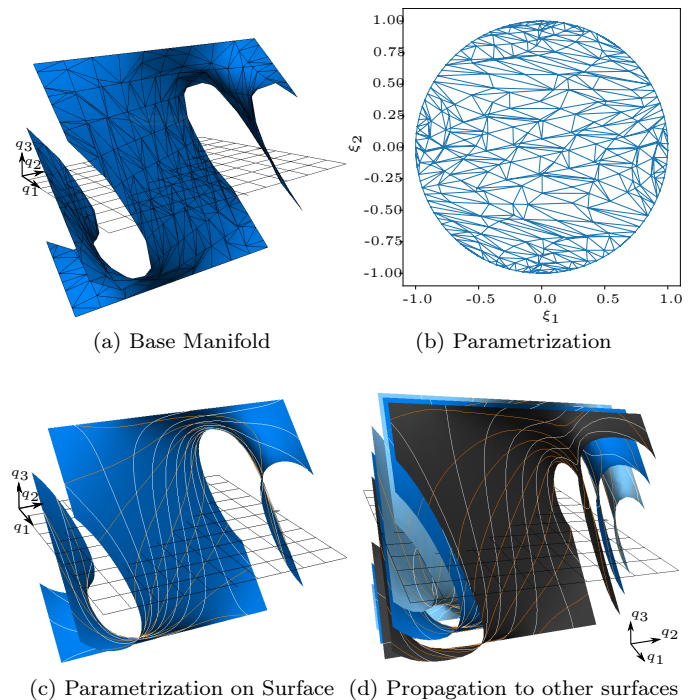 q3
q2
q1
1.00
0.75
0.50
0.25
0.00
-0.25
-0.50
-0.75
-1.00
ξ2
-1.0 -0.5 0.0 0.5 1.0
ξ1
(a) Base Manifold
(b) Parametrization
q3
q2
q1
q3
q2
q1
(c) Parametrization on Surface
(d) Propagation to other surfaces